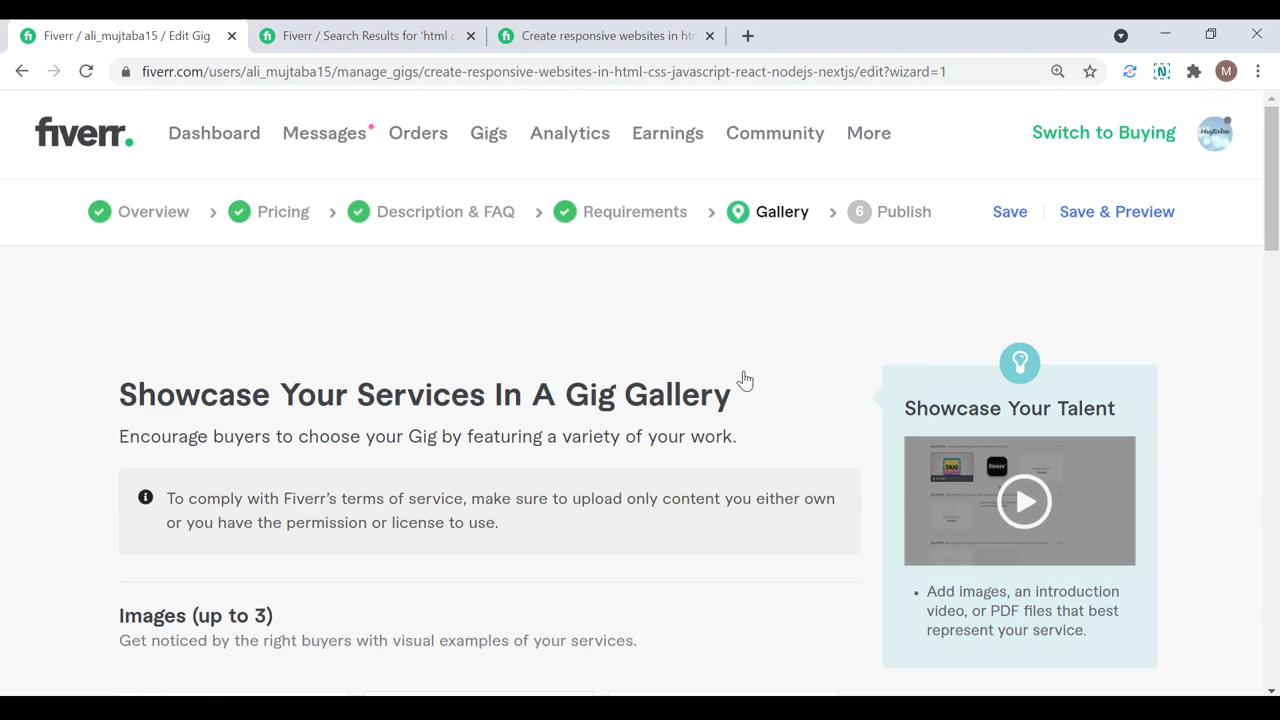 Fiverr / ali_mujtaba15 / Edit Gig
Fiverr / Search Results for 'html c
Create responsive websites in ht
fiverr.com/users/ali_mujtaba15/manage_gigs/create-responsive-websites-in-html-css-javascript-react-nodejs-nextjs/edit?wizard=1
M
fiverr.
Dashboard
Messages
Orders
Gigs
Analytics
Earnings
Community
More
Switch to Buying
Mujtaba
Overview
Pricing
Description & FAQ
Requirements
Gallery
6 Publish
Save
Save & Preview
Showcase Your Services In A Gig Gallery
Encourage buyers to choose your Gig by featuring a variety of your work.
To comply with Fiverr's terms of service, make sure to upload only content you either own
or you have the permission or license to use.
Images (up to 3)
Get noticed by the right buyers with visual examples of your services.
Showcase Your Talent
TAXI
fiverr.
• Add images, an introduction
video, or PDF files that best
represent your service.